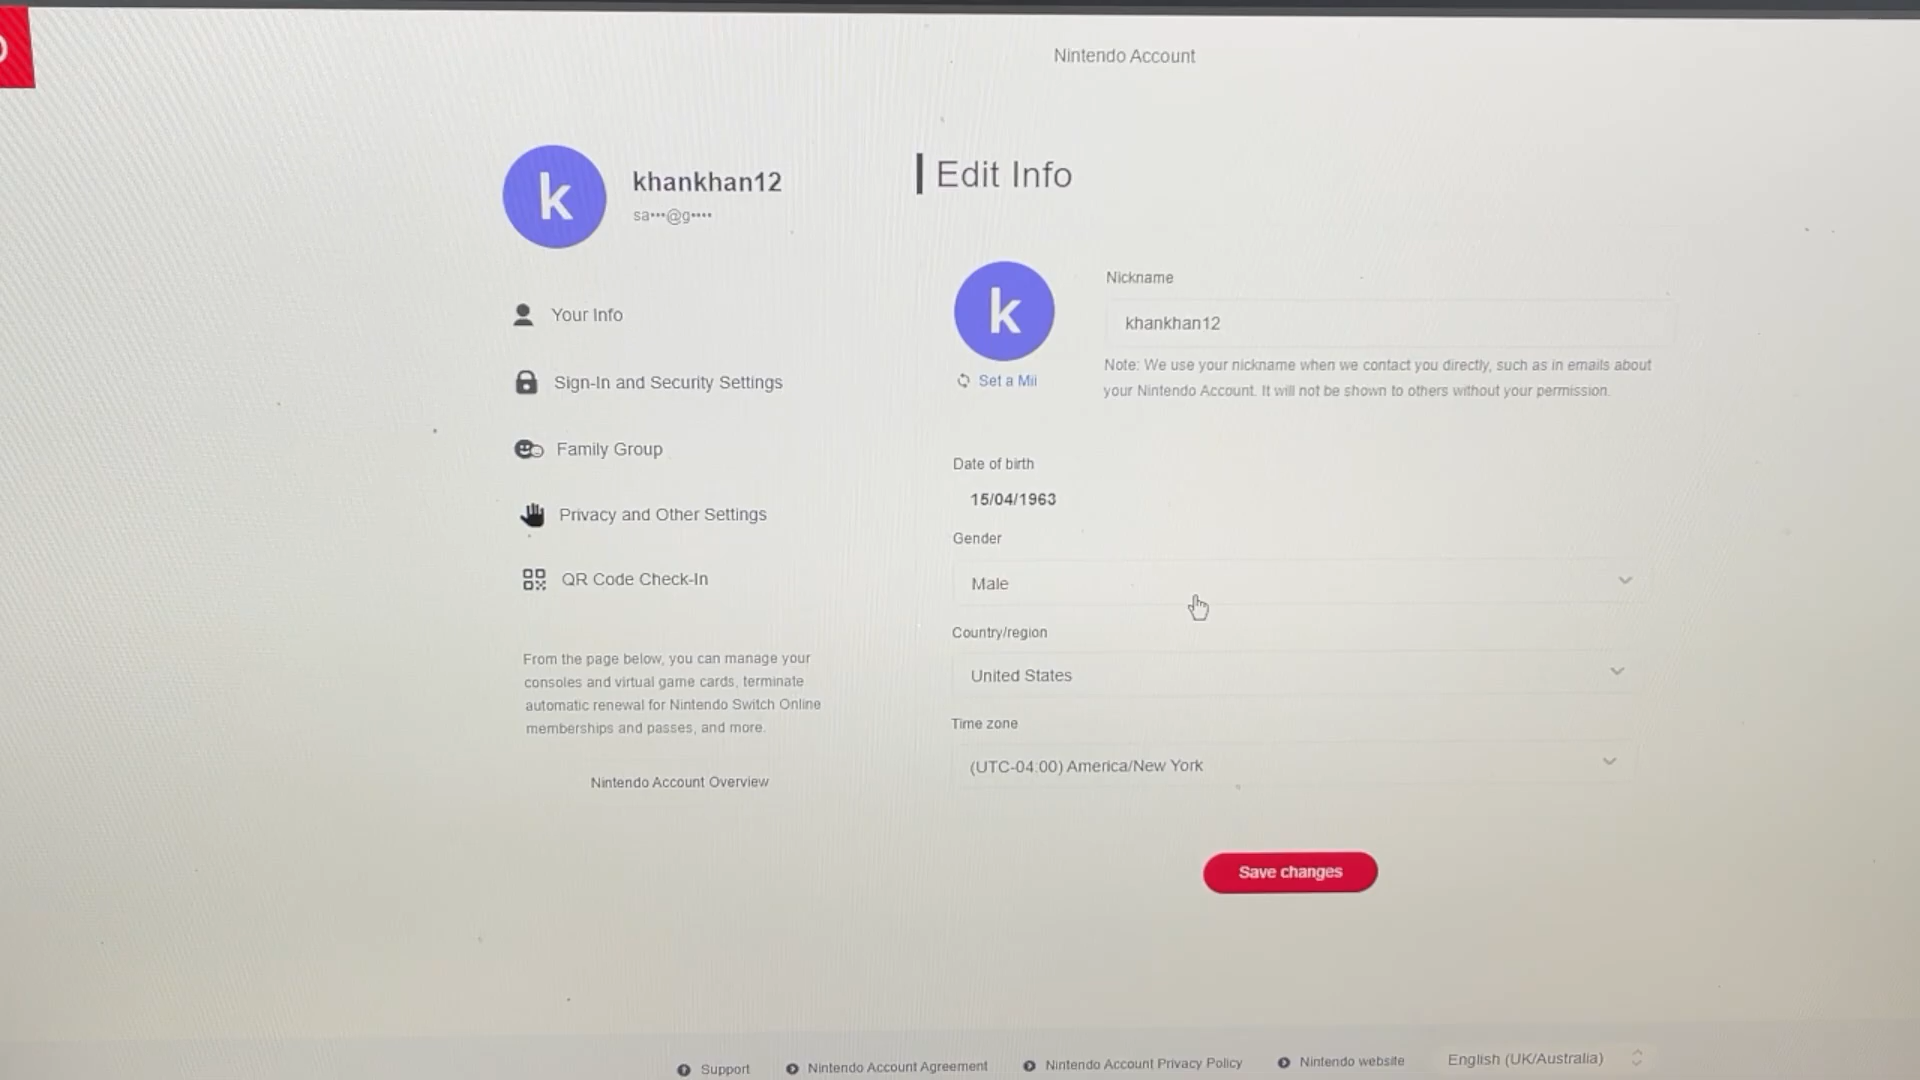 Nintendo Account
k
khankhan12
sa•••@g••••
Your Info
Sign-In and Security Settings
Family Group
Privacy and Other Settings
QR Code Check-In
From the page below, you can manage your
consoles and virtual game cards, terminate
automatic renewal for Nintendo Switch Online
memberships and passes, and more.
Nintendo Account Overview
Edit Info
k
Set a Mii
Nickname
khankhan12
Note: We use your nickname when we contact you directly, such as in emails about
your Nintendo Account. It will not be shown to others without your permission.
Date of birth
15/04/1963
Gender
Male
Country/region
United States
Time zone
(UTC-04:00) America/New York
Save changes
Support
Nintendo Account Agreement
Nintendo Account Privacy Policy
Nintendo website
English (UK/Australia)